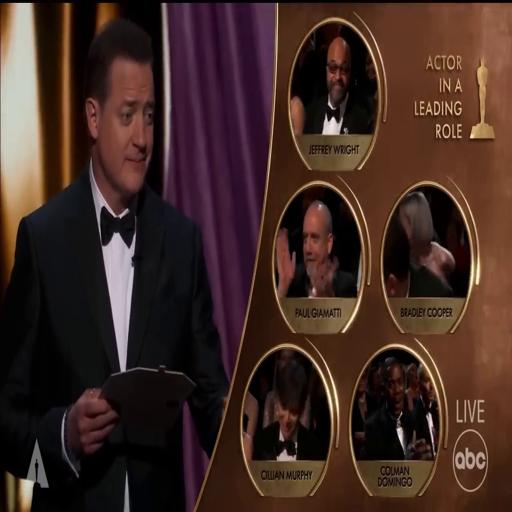 ACTOR
IN A
LEADING
ROLE
JEFFREY WRIGHT
PAUL GIAMATTI
BRADLEY COOPER
CILLIAN MURPHY
COLMAN
DOMINGO
LIVE
abc